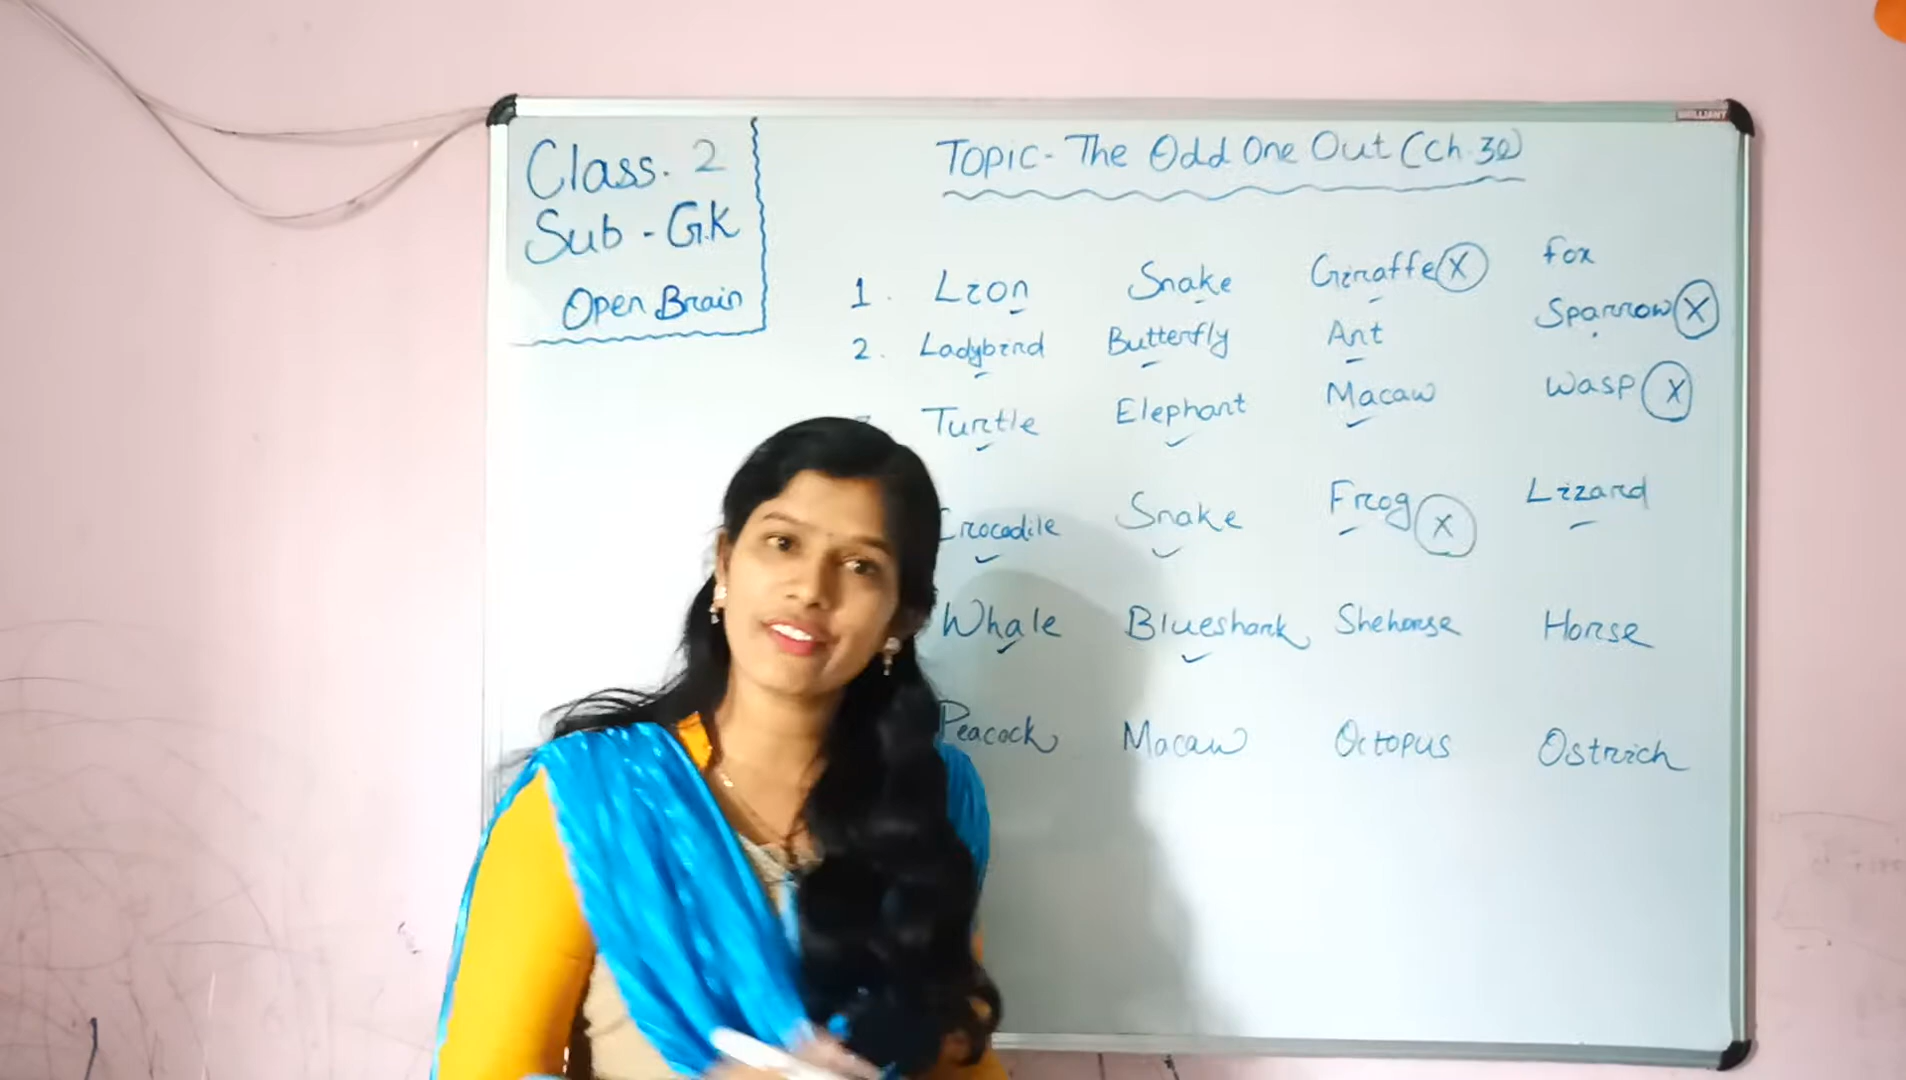 BRILLIANT
Class. 2
Sub - G.K
Open Brain
Topic - The Odd One Out (Ch. 30)
1. Lion Snake Giraffe X Fox
2. Ladybird Butterfly Ant Sparrow X
Turtle Elephant Macaw Wasp X
Crocodile Snake Frog X Lizard
Whale Blueshark Shehorse Horse
Peacock Macaw Octopus Ostrich